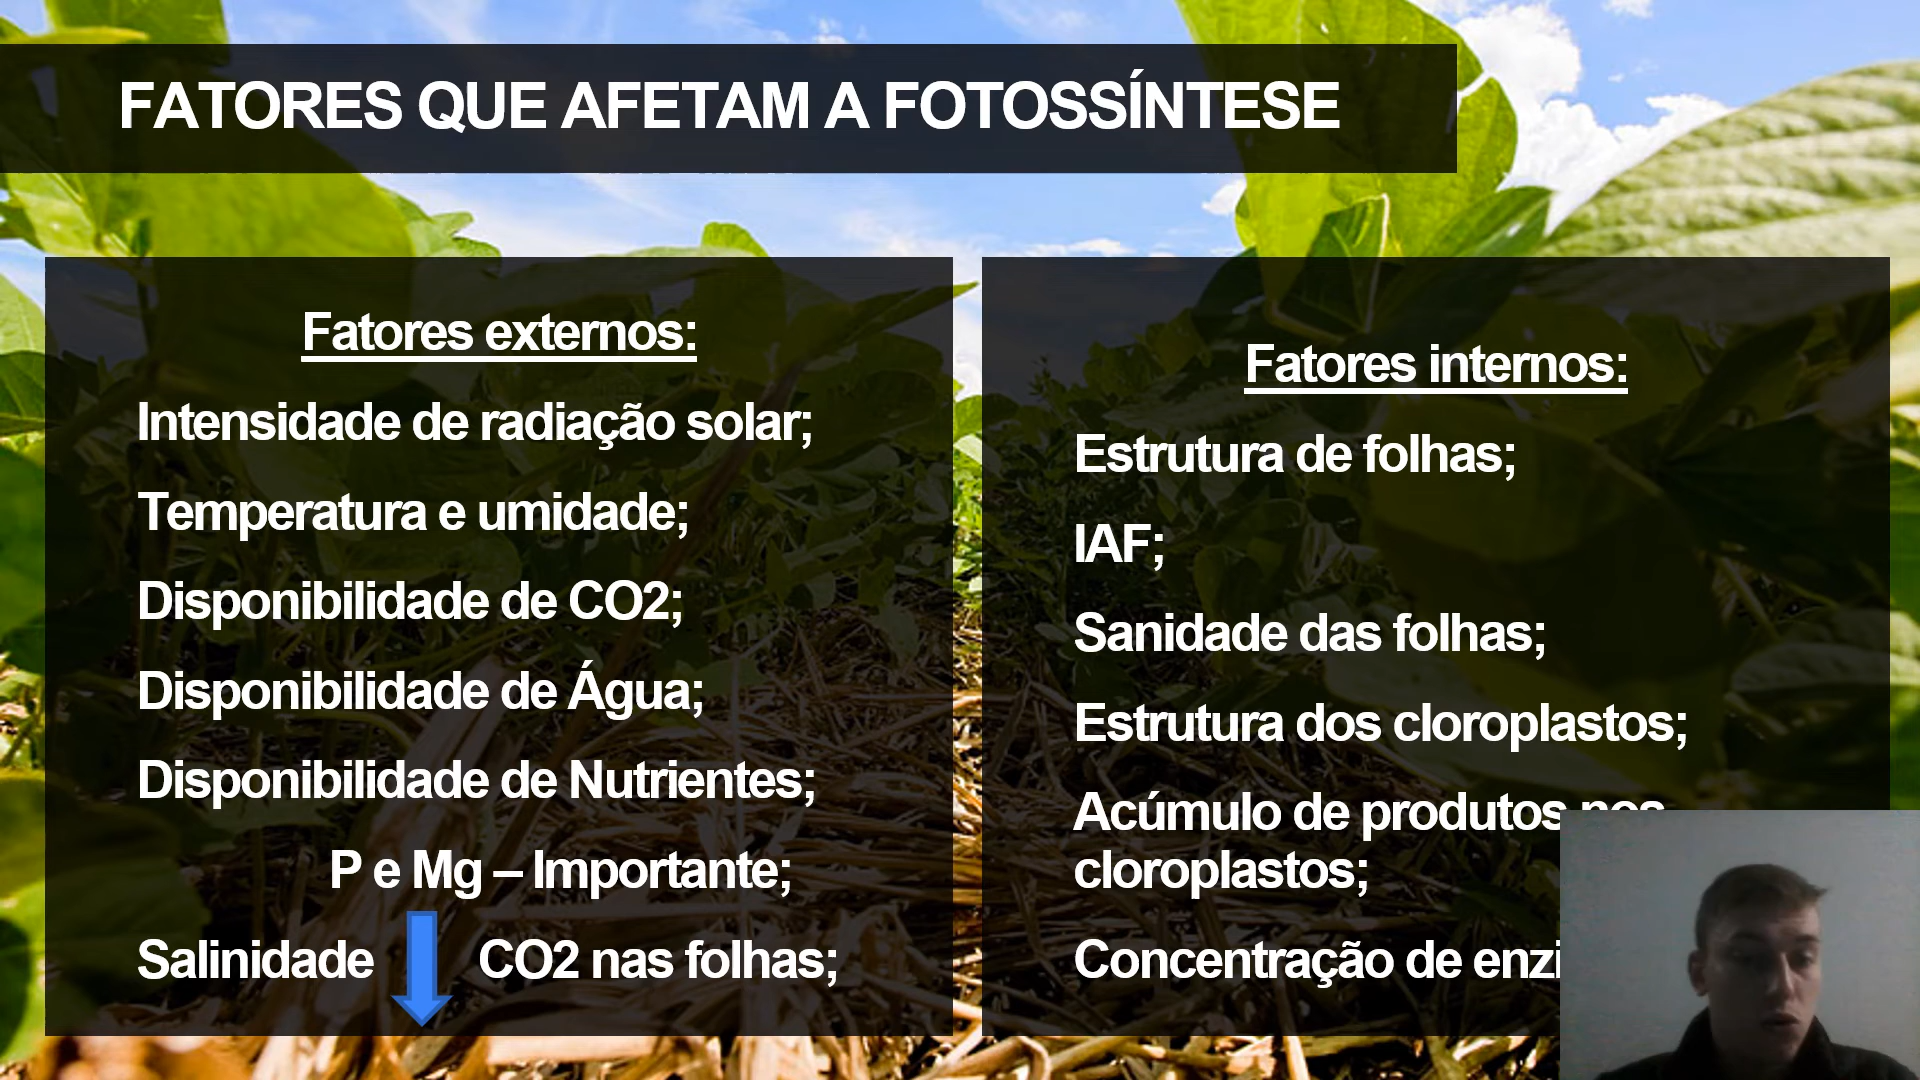 FATORES QUE AFETAM A FOTOSSÍNTESE
Fatores externos:
Intensidade de radiação solar;
Temperatura e umidade;
Disponibilidade de CO2;
Disponibilidade de Água;
Disponibilidade de Nutrientes;
P e Mg – Importante;
Salinidade CO2 nas folhas;
Fatores internos:
Estrutura de folhas;
IAF;
Sanidade das folhas;
Estrutura dos cloroplastos;
Acúmulo de produtos nos
cloroplastos;
Concentração de